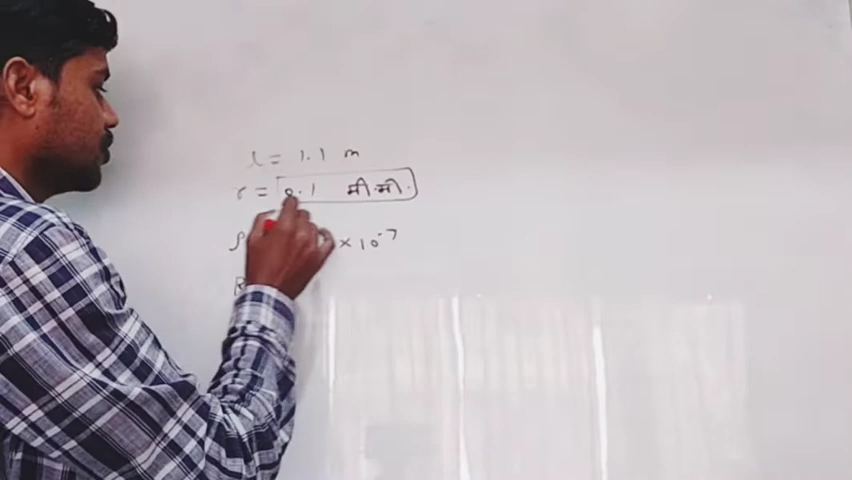 l = 1.1 m
r = 0.1 मी.मी.
ρ × 10⁻⁷
R